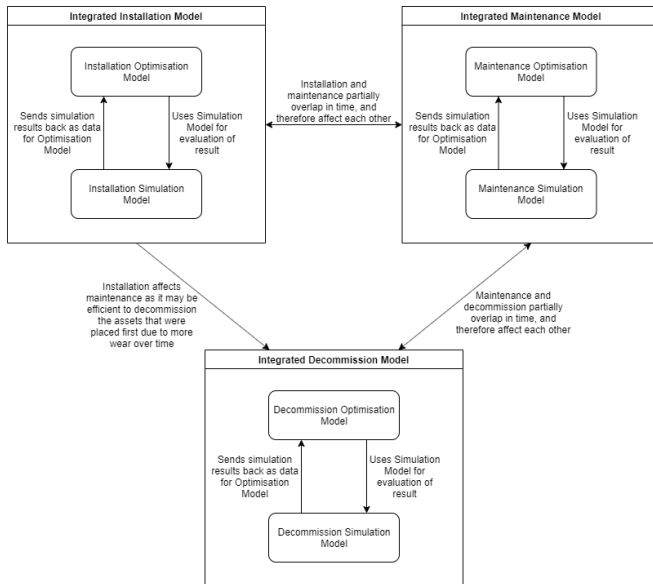 Integrated Installation Model
Installation Optimisation
Model
Sends simulation
results back as data
for Optimisation
Model
Uses Simulation
Model for
evaluation of
result
Installation Simulation
Model
Installation and
maintenance partially
overlap in time, and
therefore affect each other
Integrated Maintenance Model
Maintenance Optimisation
Model
Sends simulation
results back as data
for Optimisation
Model
Uses Simulation
Model for
evaluation of
result
Maintenance Simulation
Model
Installation affects
maintenance as it may be
efficient to decommission
the assets that were
placed first due to more
wear over time
Maintenance and
decommission partially
overlap in time, and
therefore affect each other
Integrated Decommission Model
Decommission Optimisation
Model
Sends simulation
results back as data
for Optimisation
Model
Uses Simulation
Model for
evaluation of
result
Decommission Simulation
Model